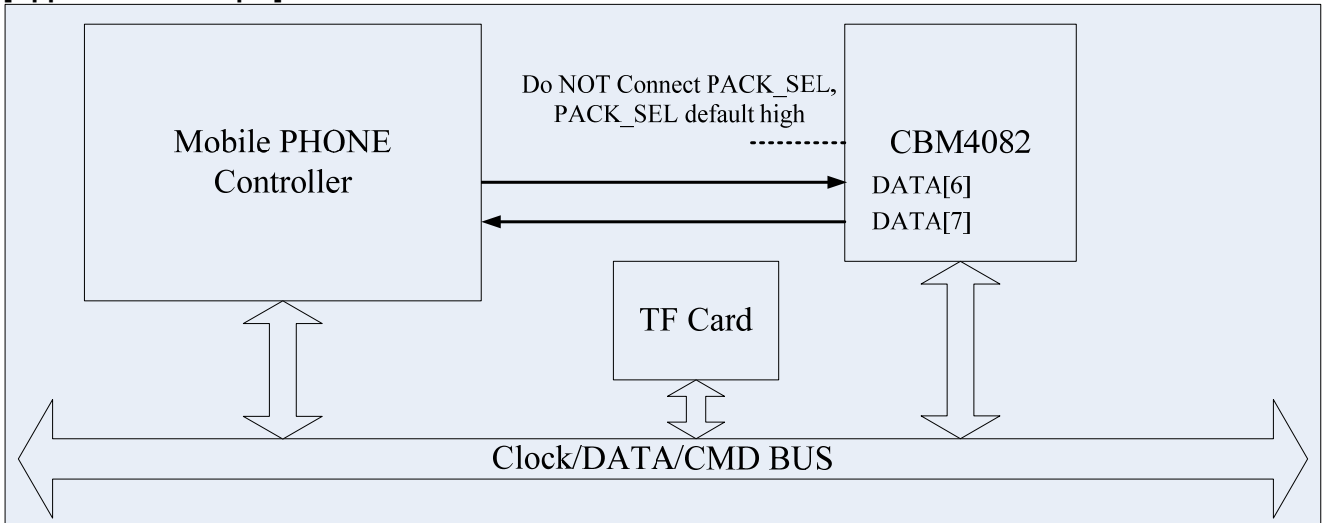 Do NOT Connect PACK_SEL,
PACK_SEL default high
Mobile PHONE
Controller
CBM4082
DATA[6]
DATA[7]
TF Card
Clock/DATA/CMD BUS